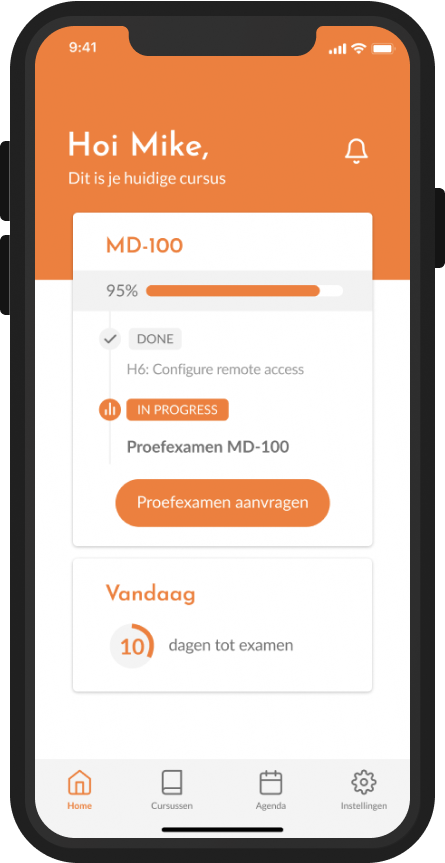 9:41
Hoi Mike,
Dit is je huidige cursus
MD-100
95%
DONE
H6: Configure remote access
IN PROGRESS
Proefexamen MD-100
Proefexamen aanvragen
Vandaag
10 dagen tot examen
Home Cursussen Agenda Instellingen